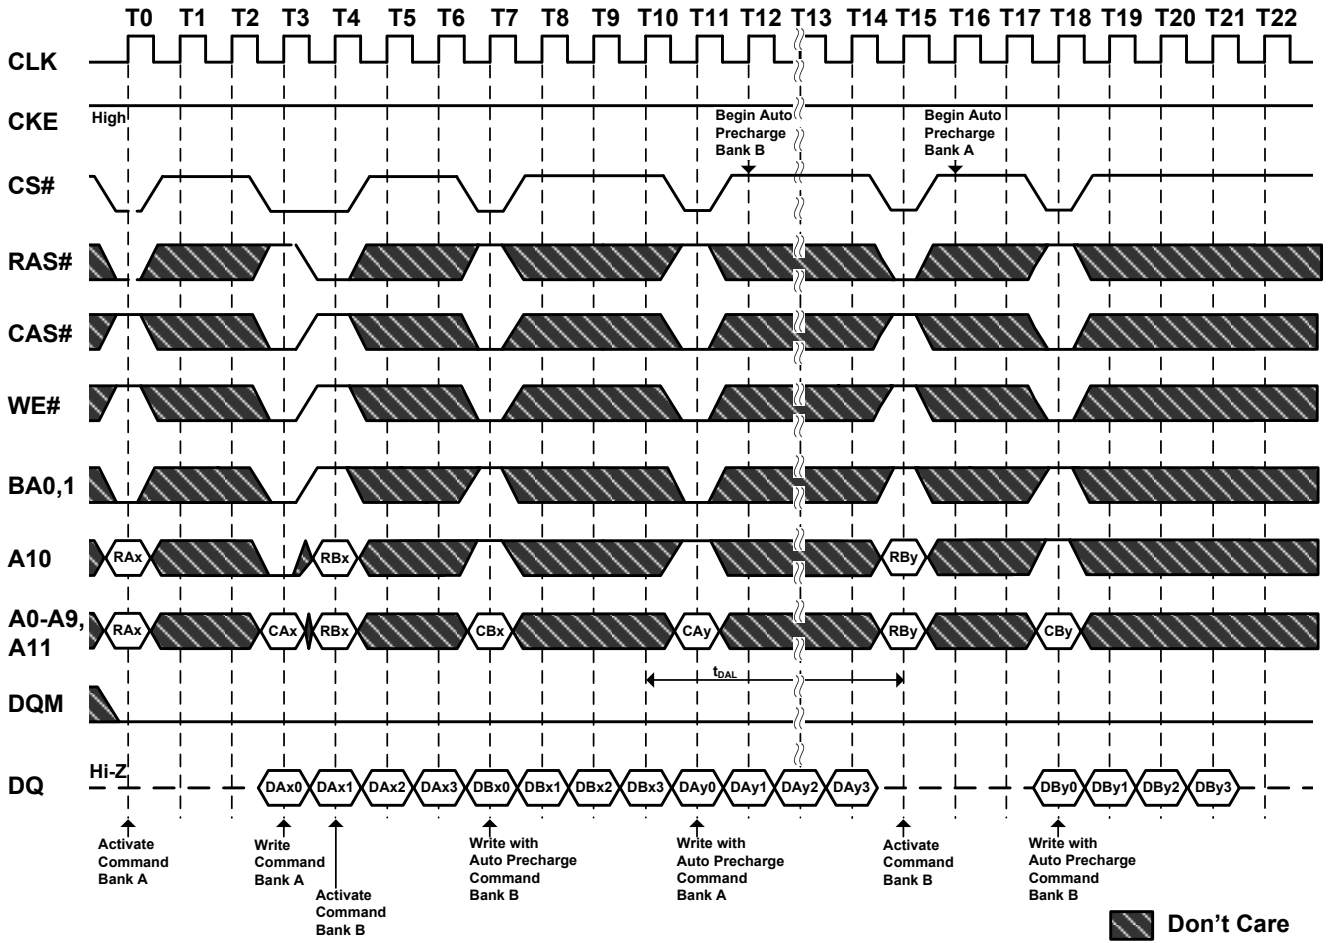 T0 T1 T2 T3 T4 T5 T6 T7 T8 T9 T10 T11 T12 T13 T14 T15 T16 T17 T18 T19 T20 T21 T22
CLK
CKE High
Begin Auto
Precharge
Bank B
Begin Auto
Precharge
Bank A
CS#
RAS#
CAS#
WE#
BA0,1
A10 RAx RBx RBy
A0-A9,
A11
RAx CAx RBx CBx CAy RBy CBy
tDAL
DQM
DQ Hi-Z DAx0 DAx1 DAx2 DAx3 DBx0 DBx1 DBx2 DBx3 DAy0 DAy1 DAy2 DAy3 DBy0 DBy1 DBy2 DBy3
Activate
Command
Bank A
Write
Command
Bank A
Activate
Command
Bank B
Write with
Auto Precharge
Command
Bank B
Write with
Auto Precharge
Command
Bank A
Activate
Command
Bank B
Write with
Auto Precharge
Command
Bank B
Don't Care